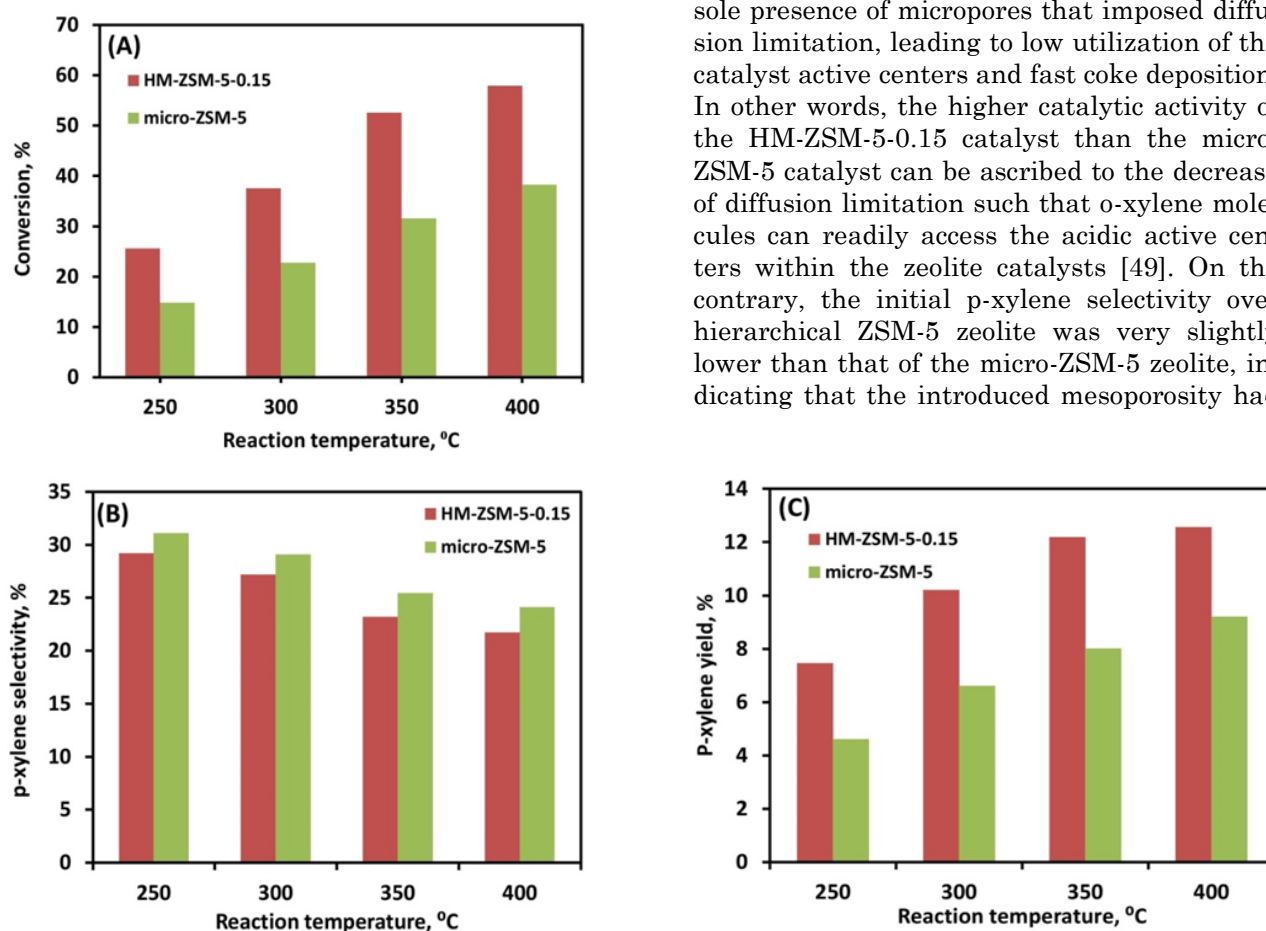 70
60
50
40
30
20
10
0
Conversion, %
(A)
HM-ZSM-5-0.15
micro-ZSM-5
250 300 350 400
Reaction temperature, ⁰C
sole presence of micropores that imposed diffu
sion limitation, leading to low utilization of th
catalyst active centers and fast coke deposition
In other words, the higher catalytic activity o
the HM-ZSM-5-0.15 catalyst than the micro
ZSM-5 catalyst can be ascribed to the decreas
of diffusion limitation such that o-xylene mole
cules can readily access the acidic active cen
ters within the zeolite catalysts [49]. On th
contrary, the initial p-xylene selectivity ove
hierarchical ZSM-5 zeolite was very slightly
lower than that of the micro-ZSM-5 zeolite, in
dicating that the introduced mesoporosity had
35
30
25
20
15
10
5
0
p-xylene selectivity, %
(B)
HM-ZSM-5-0.15
micro-ZSM-5
250 300 350 400
Reaction temperature, ⁰C
14
12
10
8
6
4
2
0
P-xylene yield, %
(C)
HM-ZSM-5-0.15
micro-ZSM-5
250 300 350 400
Reaction temperature, ⁰C